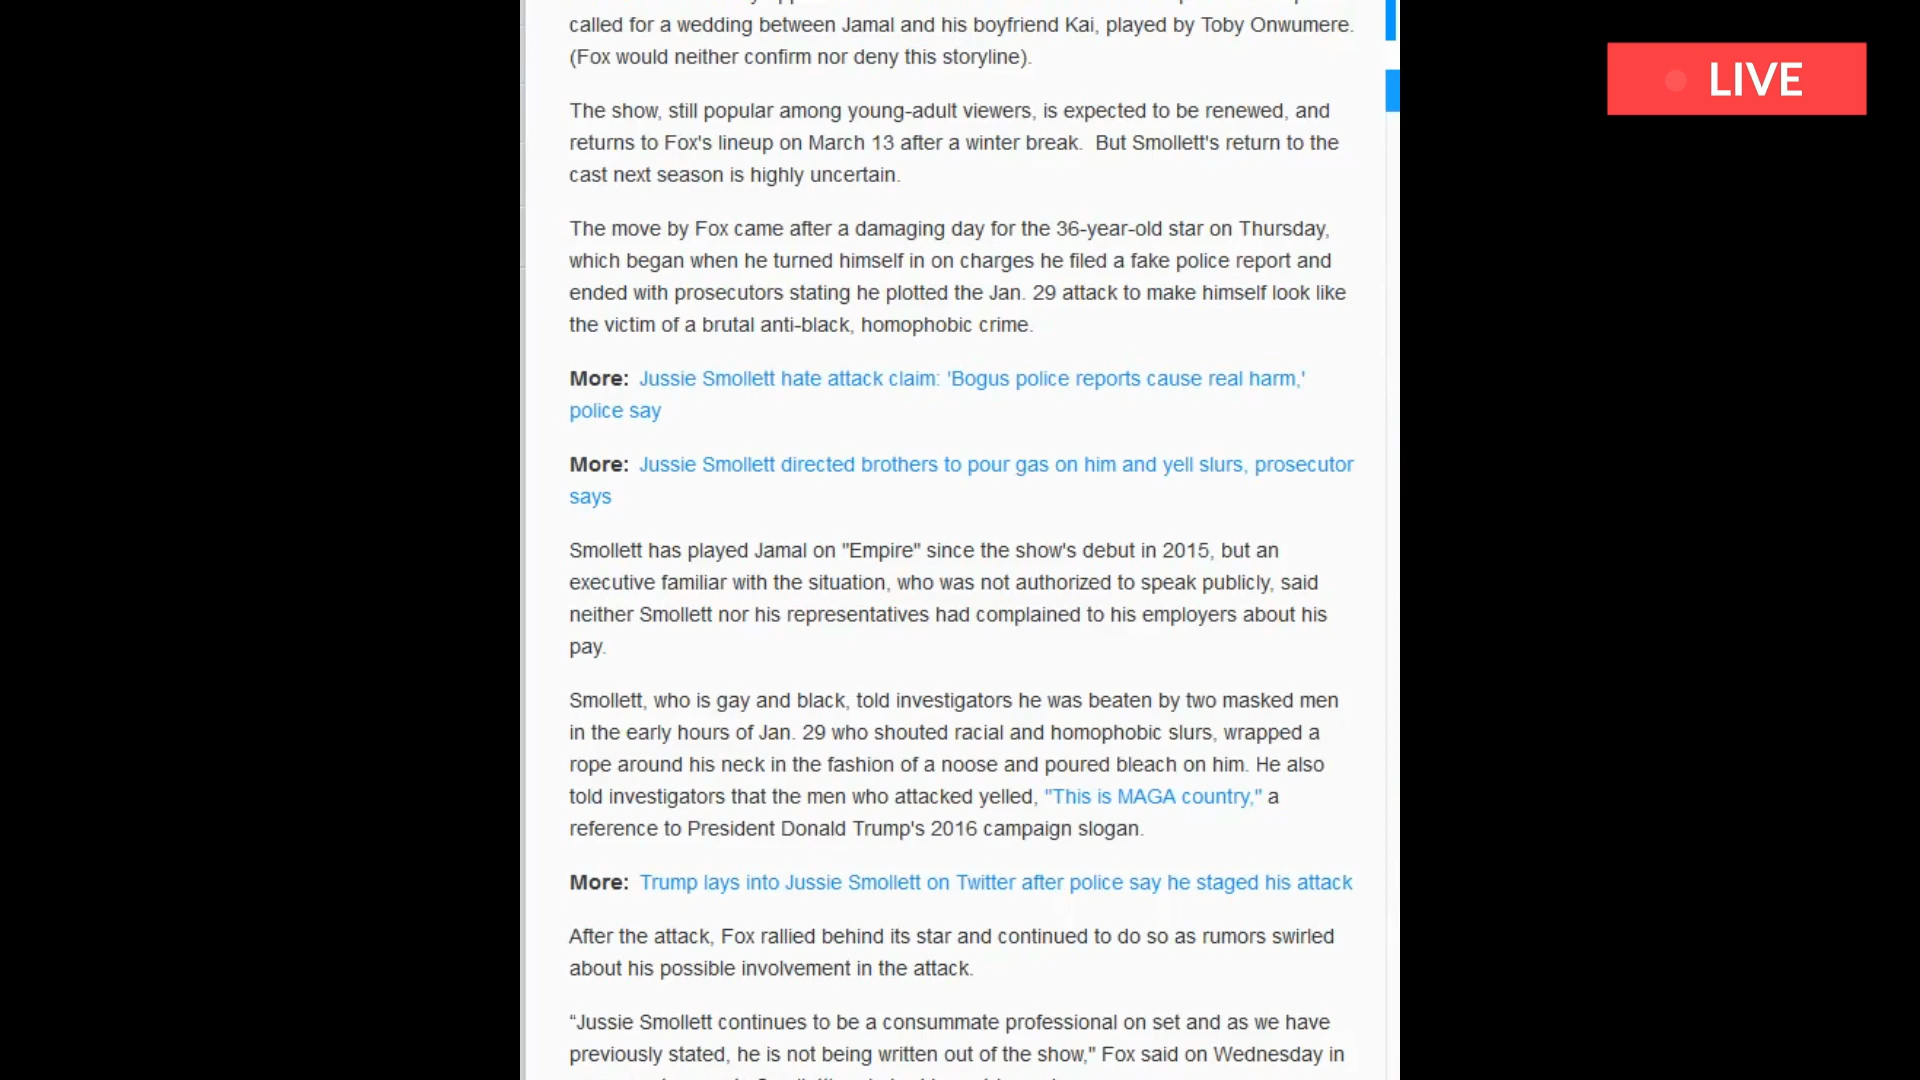 called for a wedding between Jamal and his boyfriend Kai, played by Toby Onwumere.
(Fox would neither confirm nor deny this storyline).
LIVE
The show, still popular among young-adult viewers, is expected to be renewed, and
returns to Fox's lineup on March 13 after a winter break.  But Smollett's return to the
cast next season is highly uncertain.
The move by Fox came after a damaging day for the 36-year-old star on Thursday,
which began when he turned himself in on charges he filed a fake police report and
ended with prosecutors stating he plotted the Jan. 29 attack to make himself look like
the victim of a brutal anti-black, homophobic crime.
More:  Jussie Smollett hate attack claim: 'Bogus police reports cause real harm,'
police say
More:  Jussie Smollett directed brothers to pour gas on him and yell slurs, prosecutor
says
Smollett has played Jamal on "Empire" since the show's debut in 2015, but an
executive familiar with the situation, who was not authorized to speak publicly, said
neither Smollett nor his representatives had complained to his employers about his
pay.
Smollett, who is gay and black, told investigators he was beaten by two masked men
in the early hours of Jan. 29 who shouted racial and homophobic slurs, wrapped a
rope around his neck in the fashion of a noose and poured bleach on him. He also
told investigators that the men who attacked yelled, "This is MAGA country," a
reference to President Donald Trump's 2016 campaign slogan.
More:  Trump lays into Jussie Smollett on Twitter after police say he staged his attack
After the attack, Fox rallied behind its star and continued to do so as rumors swirled
about his possible involvement in the attack.
“Jussie Smollett continues to be a consummate professional on set and as we have
previously stated, he is not being written out of the show," Fox said on Wednesday in